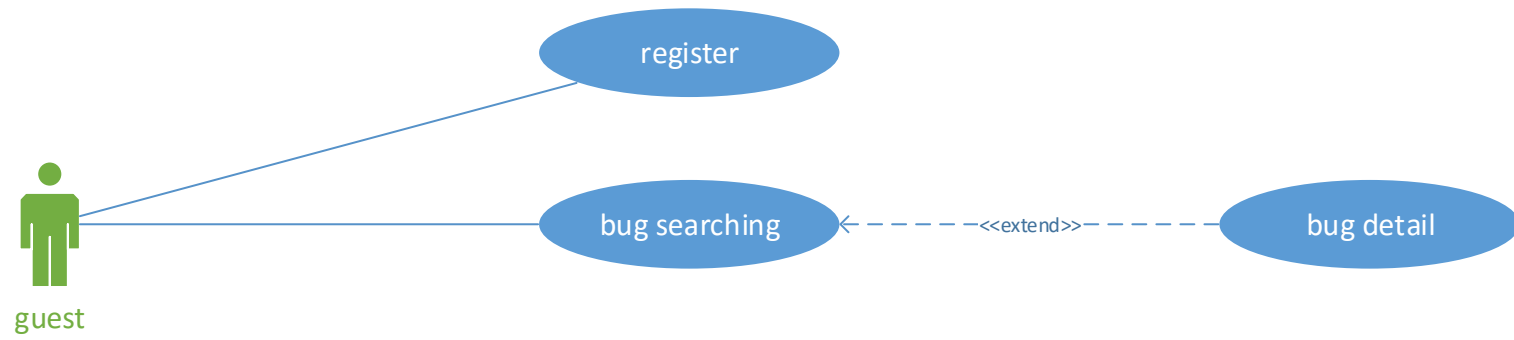 register
bug searching
<<extend>>
bug detail
guest